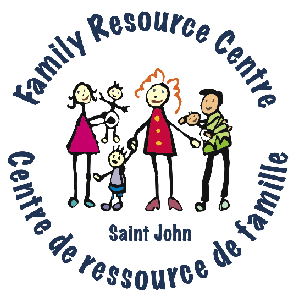 Family Resource Centre
Saint John
Centre de ressource de famille